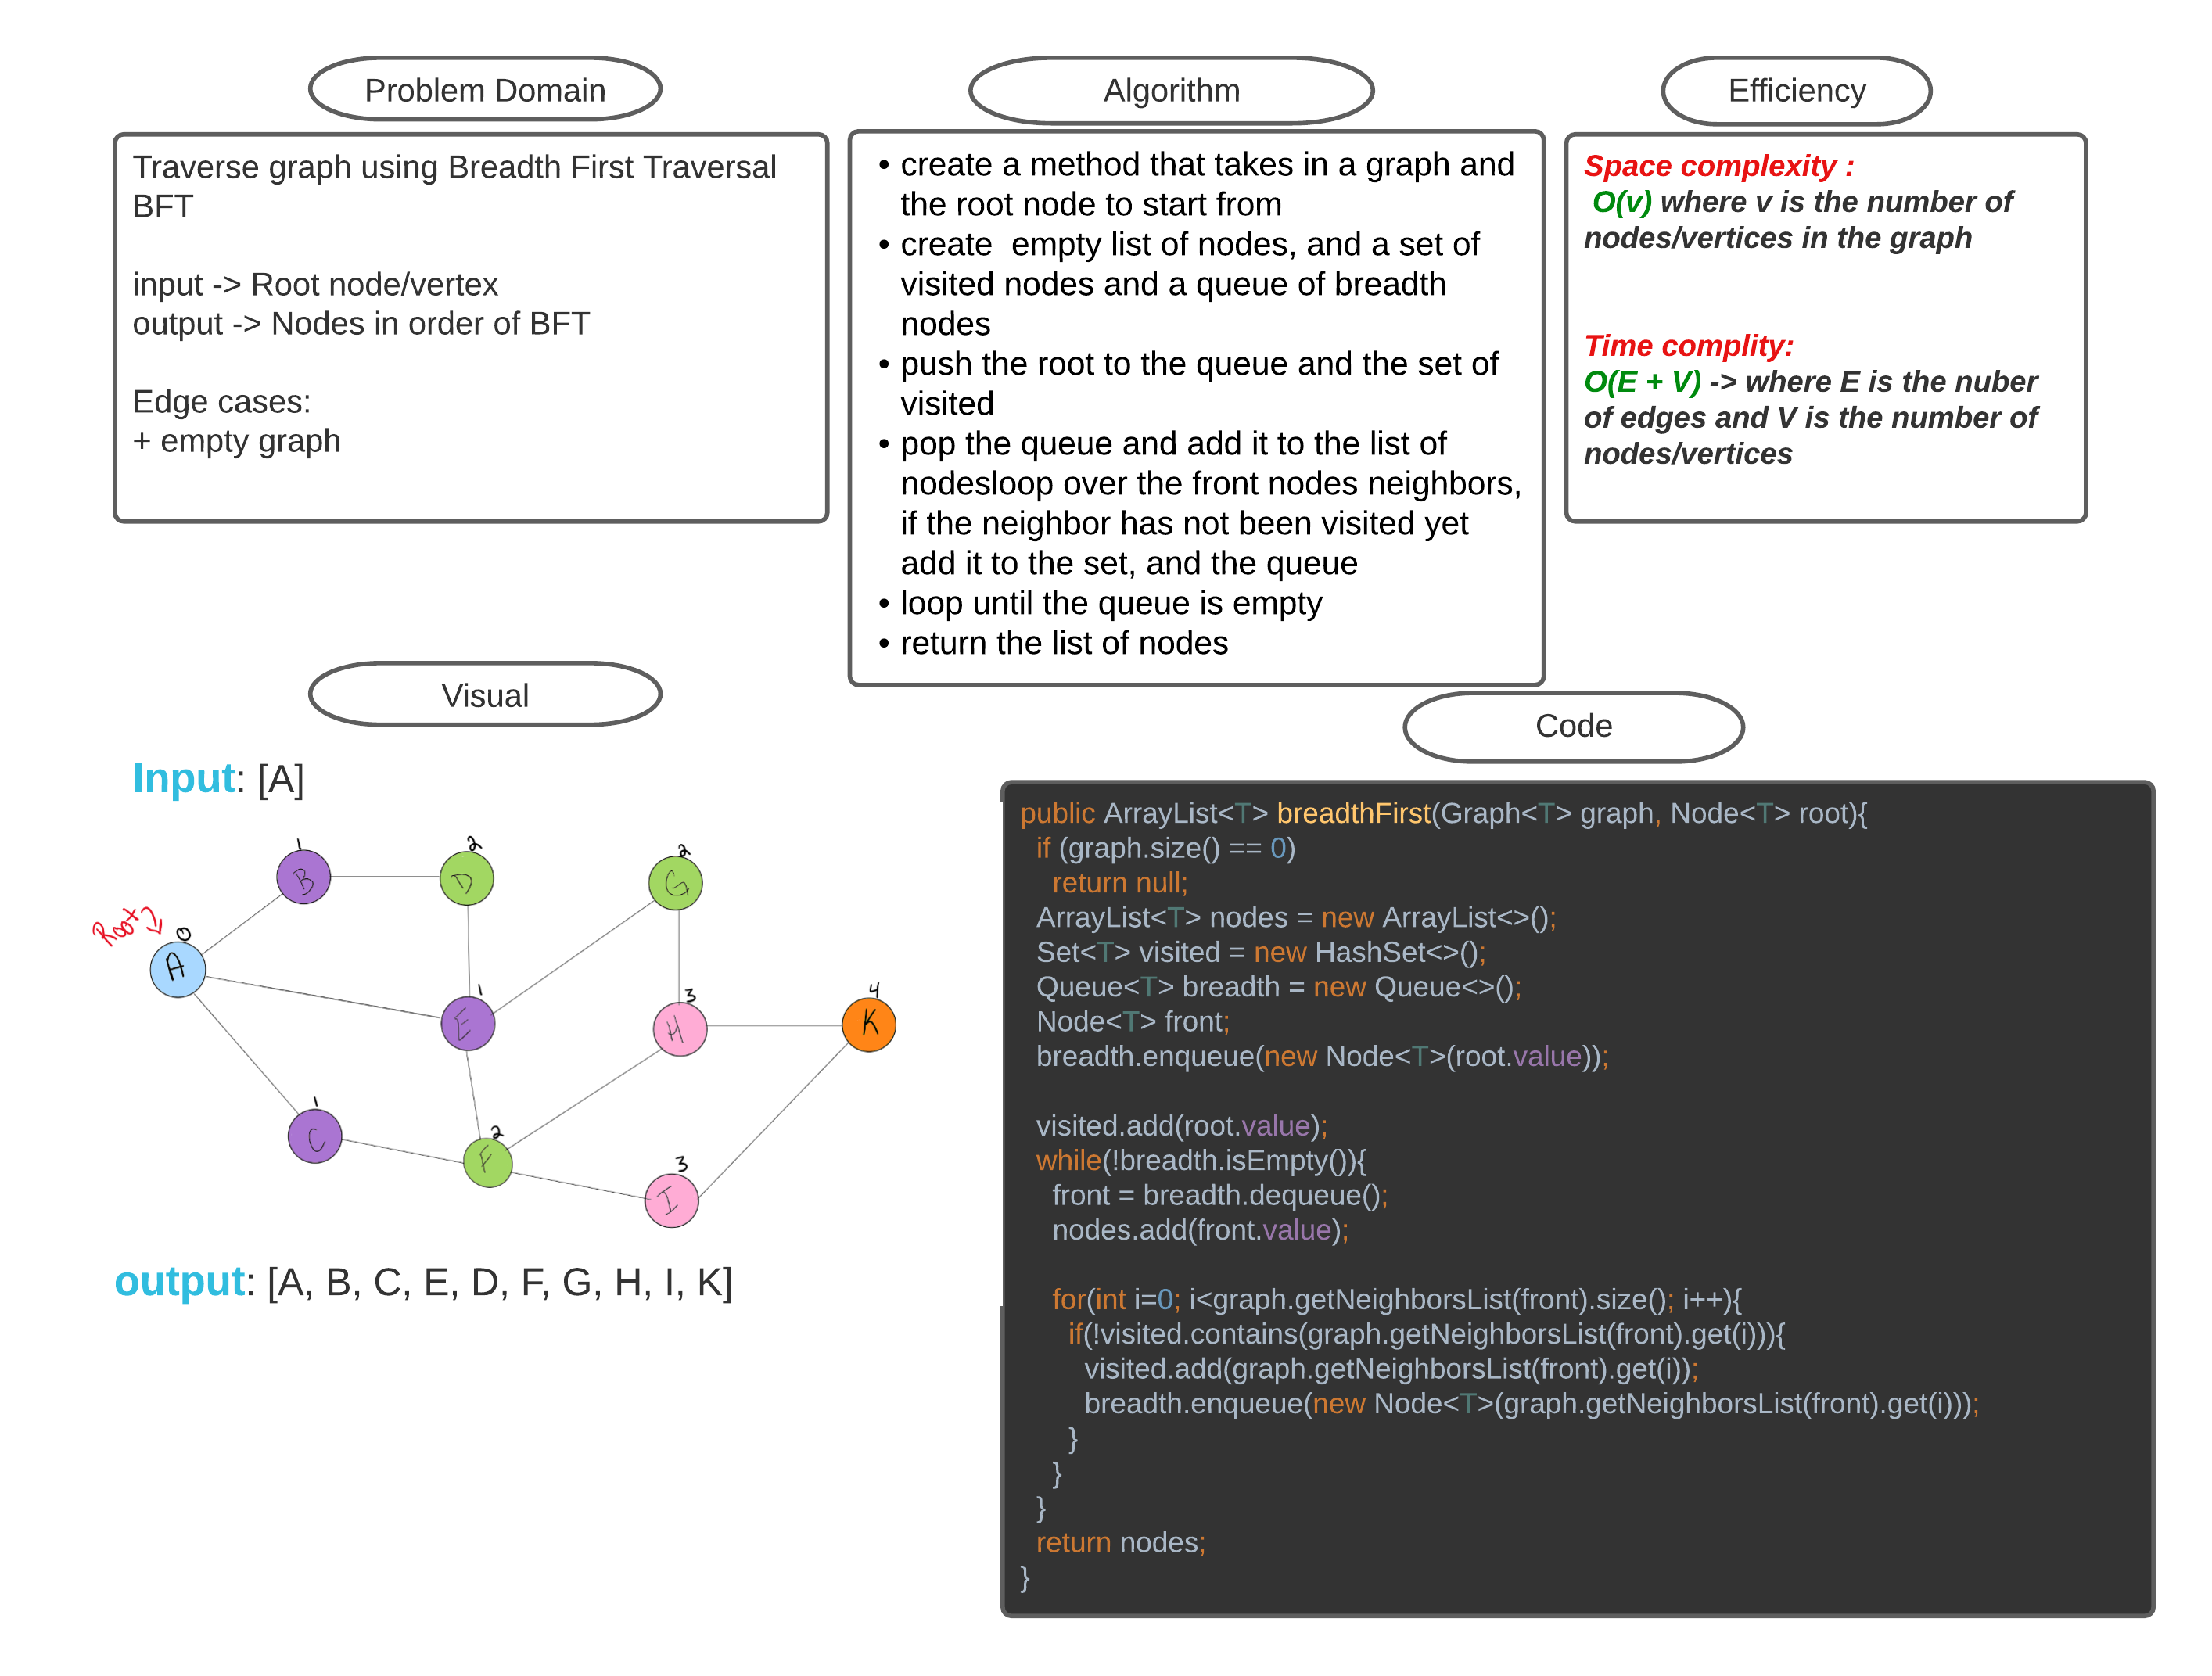 Problem Domain
Traverse graph using Breadth First Traversal
BFT
input -> Root node/vertex
output -> Nodes in order of BFT
Edge cases:
+ empty graph
Algorithm
• create a method that takes in a graph and
the root node to start from
• create  empty list of nodes, and a set of
visited nodes and a queue of breadth
nodes
• push the root to the queue and the set of
visited
• pop the queue and add it to the list of
nodesloop over the front nodes neighbors,
if the neighbor has not been visited yet
add it to the set, and the queue
• loop until the queue is empty
• return the list of nodes
Efficiency
Space complexity :
O(v) where v is the number of
nodes/vertices in the graph
Time complity:
O(E + V) -> where E is the nuber
of edges and V is the number of
nodes/vertices
Visual
Input: [A]
1
B
2
D
2
G
Root
0
A
1
E
3
H
4
K
1
C
2
F
3
I
output: [A, B, C, E, D, F, G, H, I, K]
Code
public ArrayList<T> breadthFirst(Graph<T> graph, Node<T> root){
if (graph.size() == 0)
return null;
ArrayList<T> nodes = new ArrayList<>();
Set<T> visited = new HashSet<>();
Queue<T> breadth = new Queue<>();
Node<T> front;
breadth.enqueue(new Node<T>(root.value));
visited.add(root.value);
while(!breadth.isEmpty()){
front = breadth.dequeue();
nodes.add(front.value);
for(int i=0; i<graph.getNeighborsList(front).size(); i++){
if(!visited.contains(graph.getNeighborsList(front).get(i))){
visited.add(graph.getNeighborsList(front).get(i));
breadth.enqueue(new Node<T>(graph.getNeighborsList(front).get(i)));
}
}
}
return nodes;
}